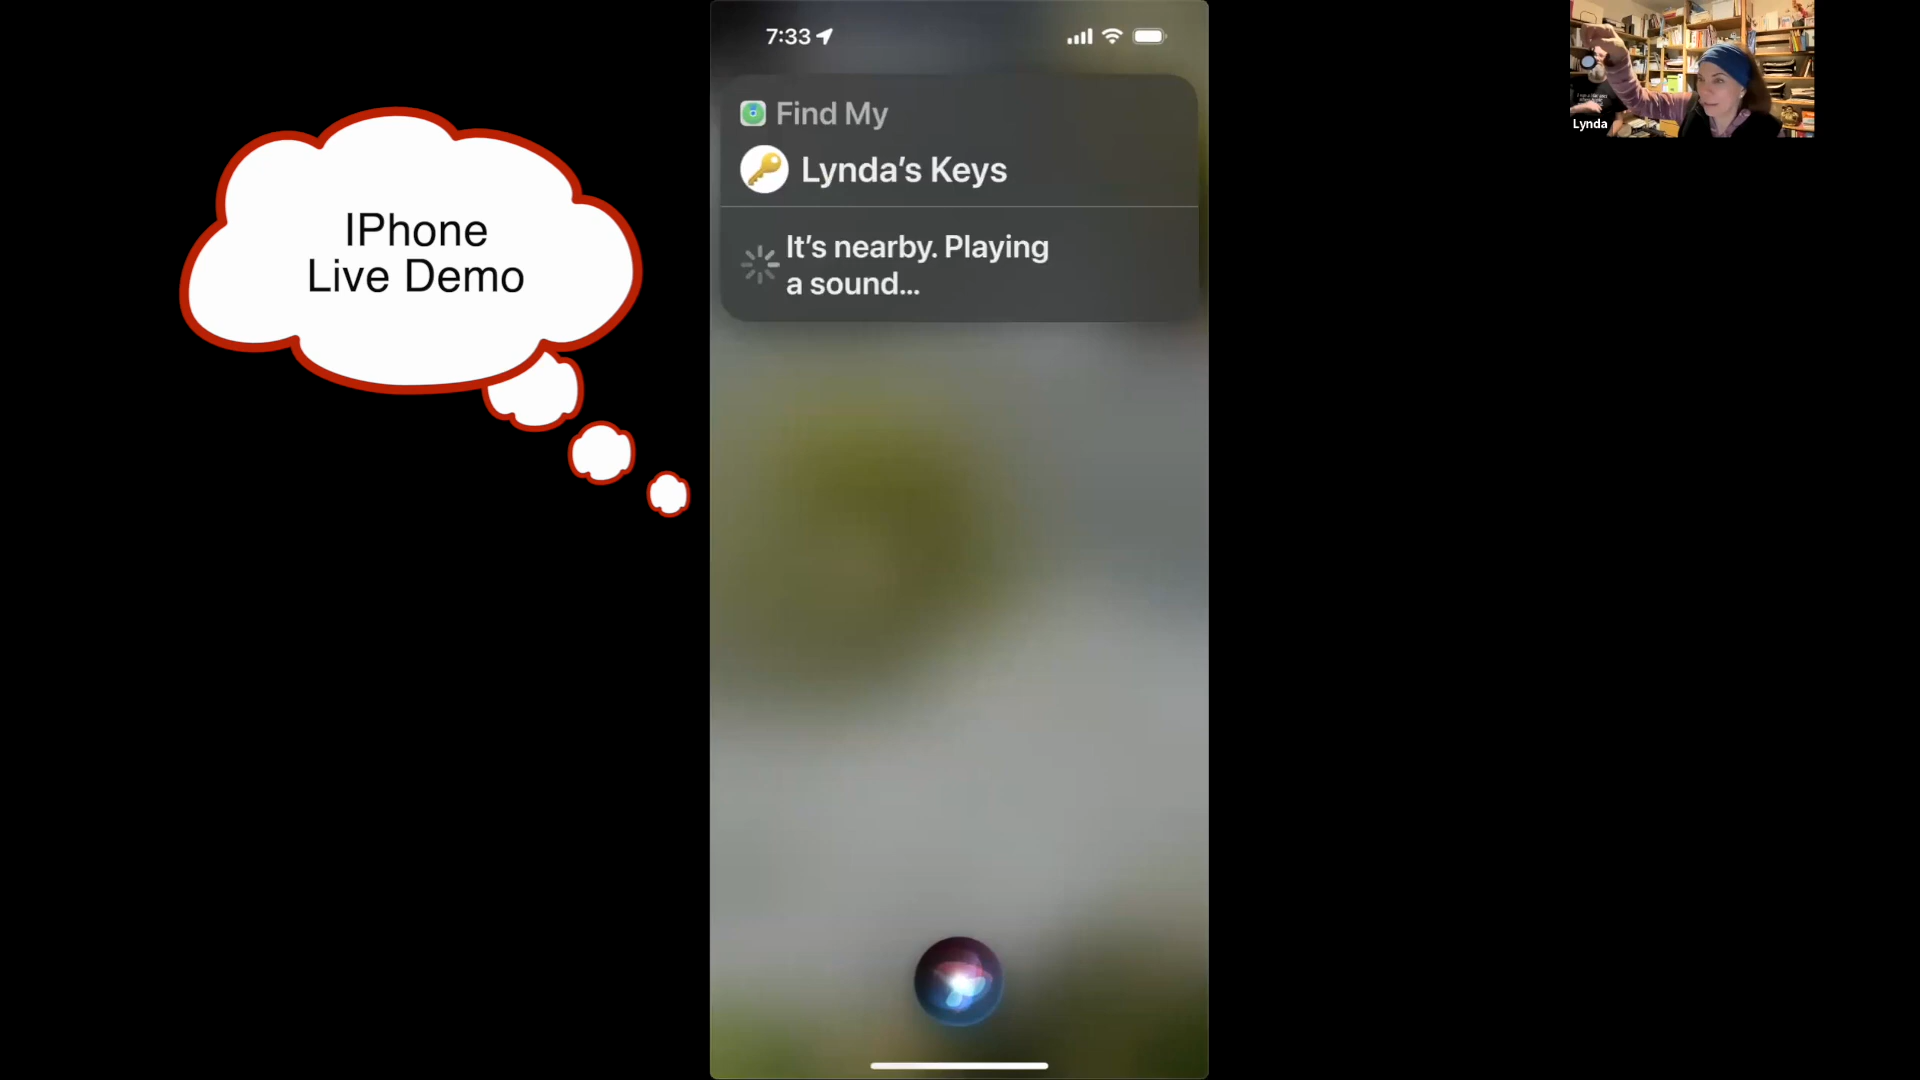 IPhone
Live Demo
7:33
Find My
Lynda's Keys
It's nearby. Playing
a sound...
Lynda